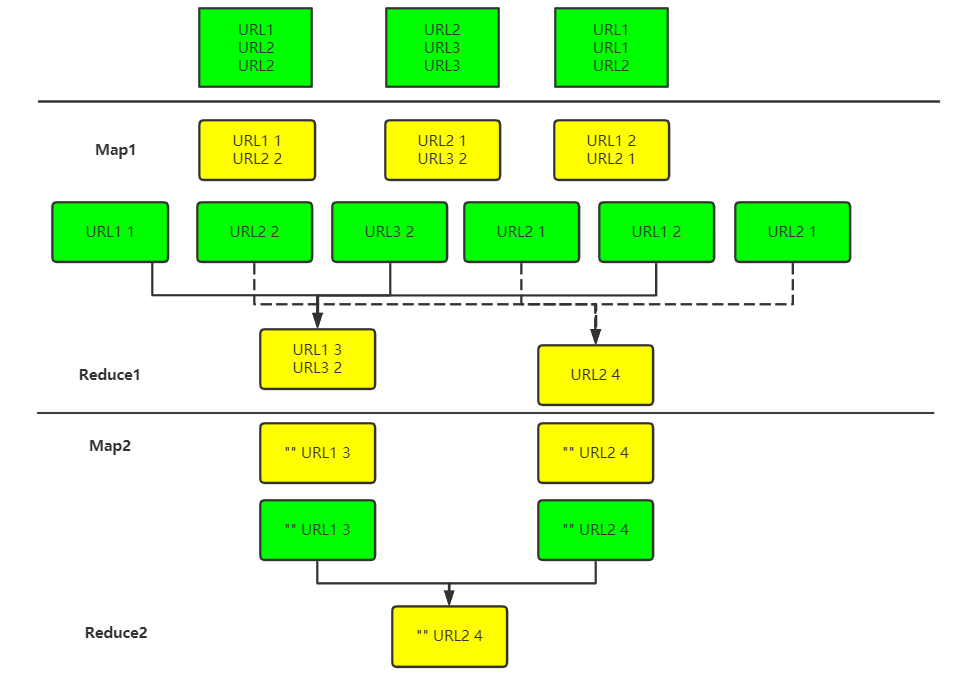 URL1
URL2
URL2
URL2
URL3
URL3
URL1
URL1
URL2
Map1
URL1 1
URL2 2
URL2 1
URL3 2
URL1 2
URL2 1
URL1 1
URL2 2
URL3 2
URL2 1
URL1 2
URL2 1
Reduce1
URL1 3
URL3 2
URL2 4
Map2
"" URL1 3
"" URL2 4
"" URL1 3
"" URL2 4
Reduce2
"" URL2 4